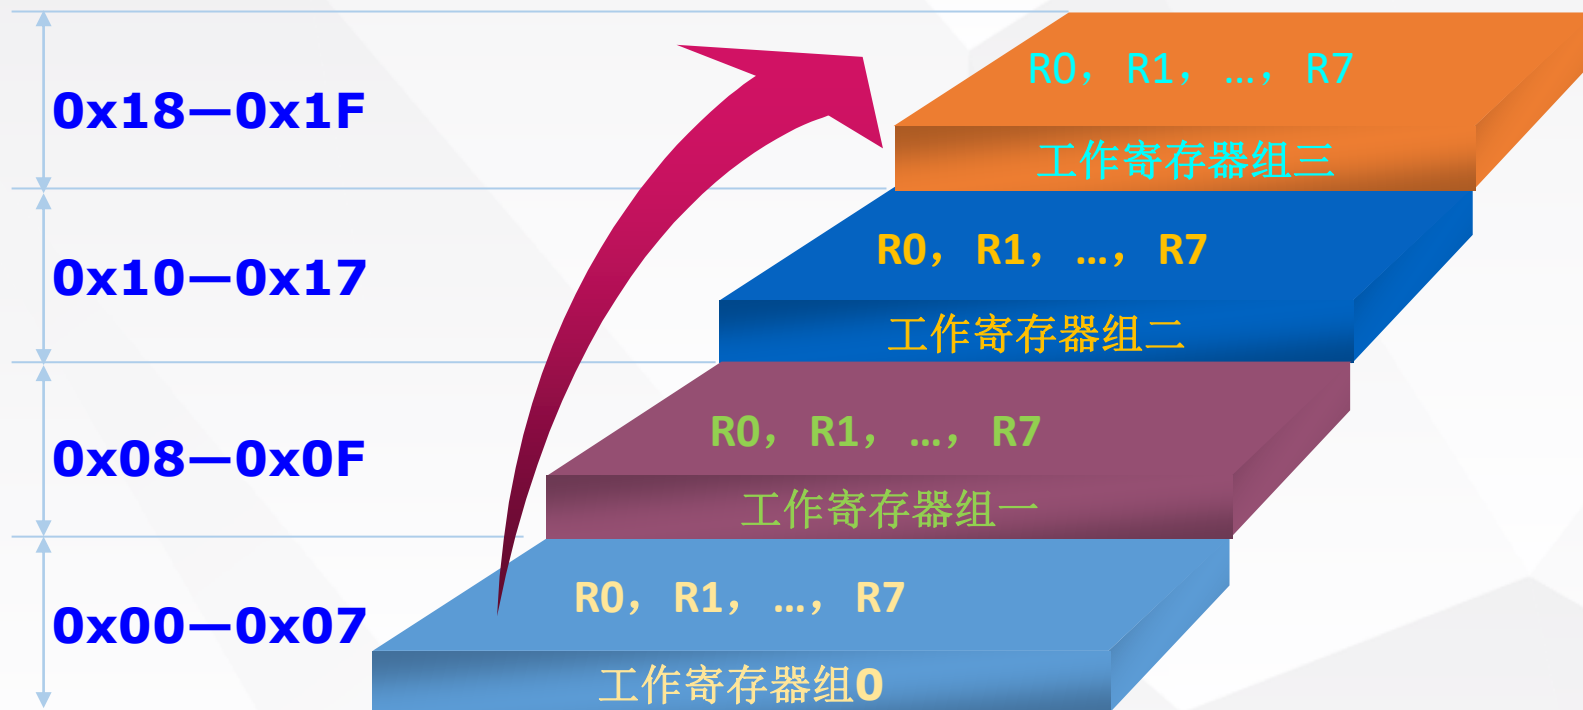 0x18—0x1F
R0，R1，…，R7
工作寄存器组三
0x10—0x17
R0，R1，…，R7
工作寄存器组二
0x08—0x0F
R0，R1，…，R7
工作寄存器组一
0x00—0x07
R0，R1，…，R7
工作寄存器组0